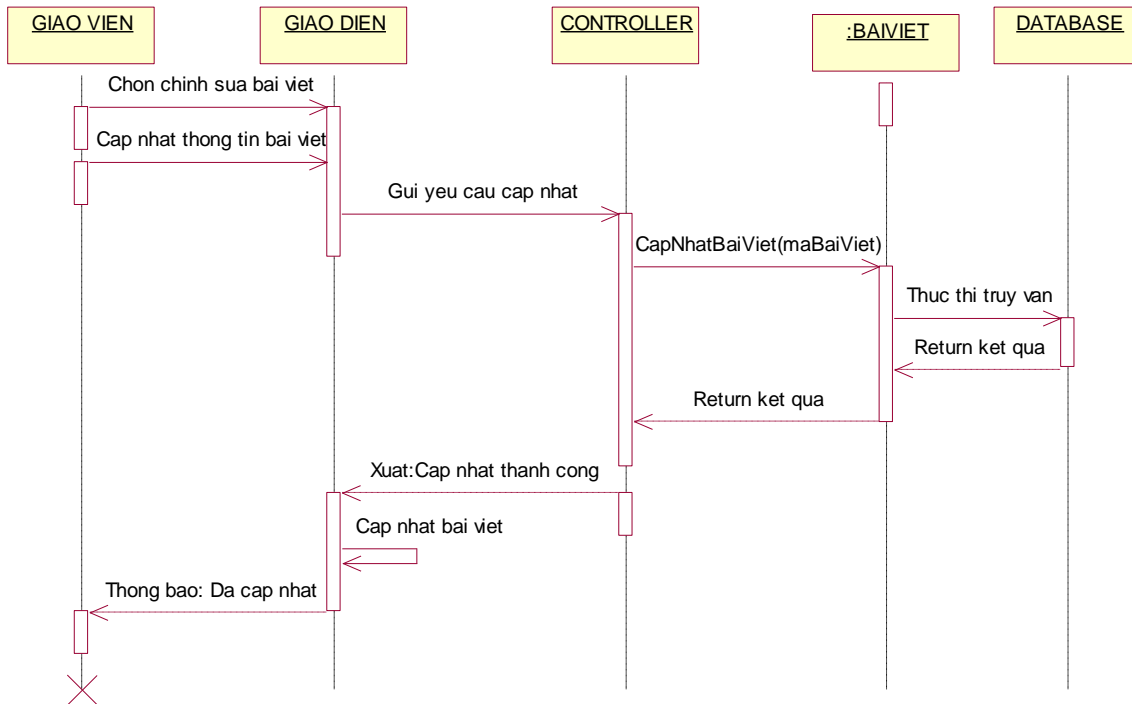 GIAO VIEN
GIAO DIEN
CONTROLLER
:BAIVIET
DATABASE
Chon chinh sua bai viet
Cap nhat thong tin bai viet
Gui yeu cau cap nhat
CapNhatBaiViet(maBaiViet)
Thuc thi truy van
Return ket qua
Return ket qua
Xuat:Cap nhat thanh cong
Cap nhat bai viet
Thong bao: Da cap nhat